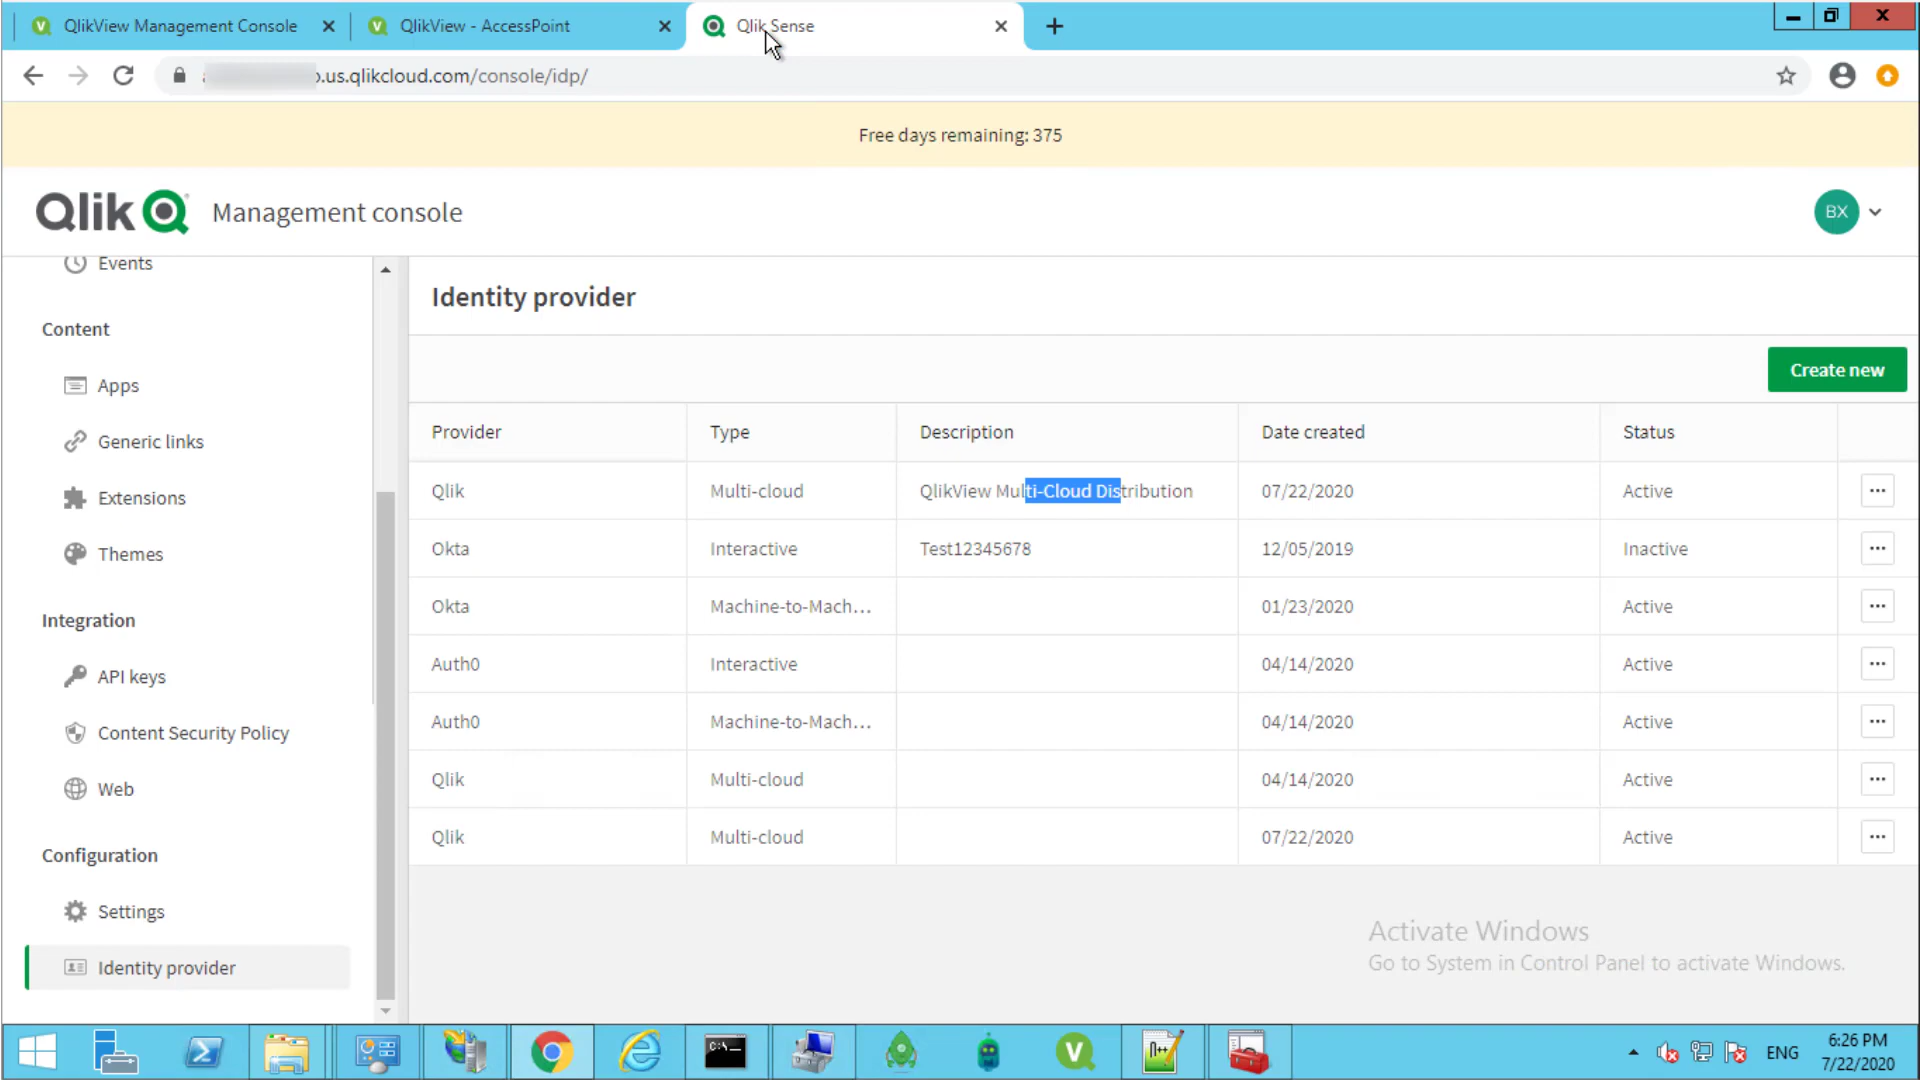 QlikView Management Console
QlikView - AccessPoint
Qlik Sense
.us.qlikcloud.com/console/idp/
Free days remaining: 375
Qlik Management console
BX
Events
Content
Apps
Generic links
Extensions
Themes
Integration
API keys
Content Security Policy
Web
Configuration
Settings
Identity provider
Identity provider
Create new
Provider Type Description Date created Status
Qlik Multi-cloud QlikView Multi-Cloud Distribution 07/22/2020 Active
Okta Interactive Test12345678 12/05/2019 Inactive
Okta Machine-to-Mach... 01/23/2020 Active
Auth0 Interactive 04/14/2020 Active
Auth0 Machine-to-Mach... 04/14/2020 Active
Qlik Multi-cloud 04/14/2020 Active
Qlik Multi-cloud 07/22/2020 Active
Activate Windows
Go to System in Control Panel to activate Windows.
ENG
6:26 PM
7/22/2020